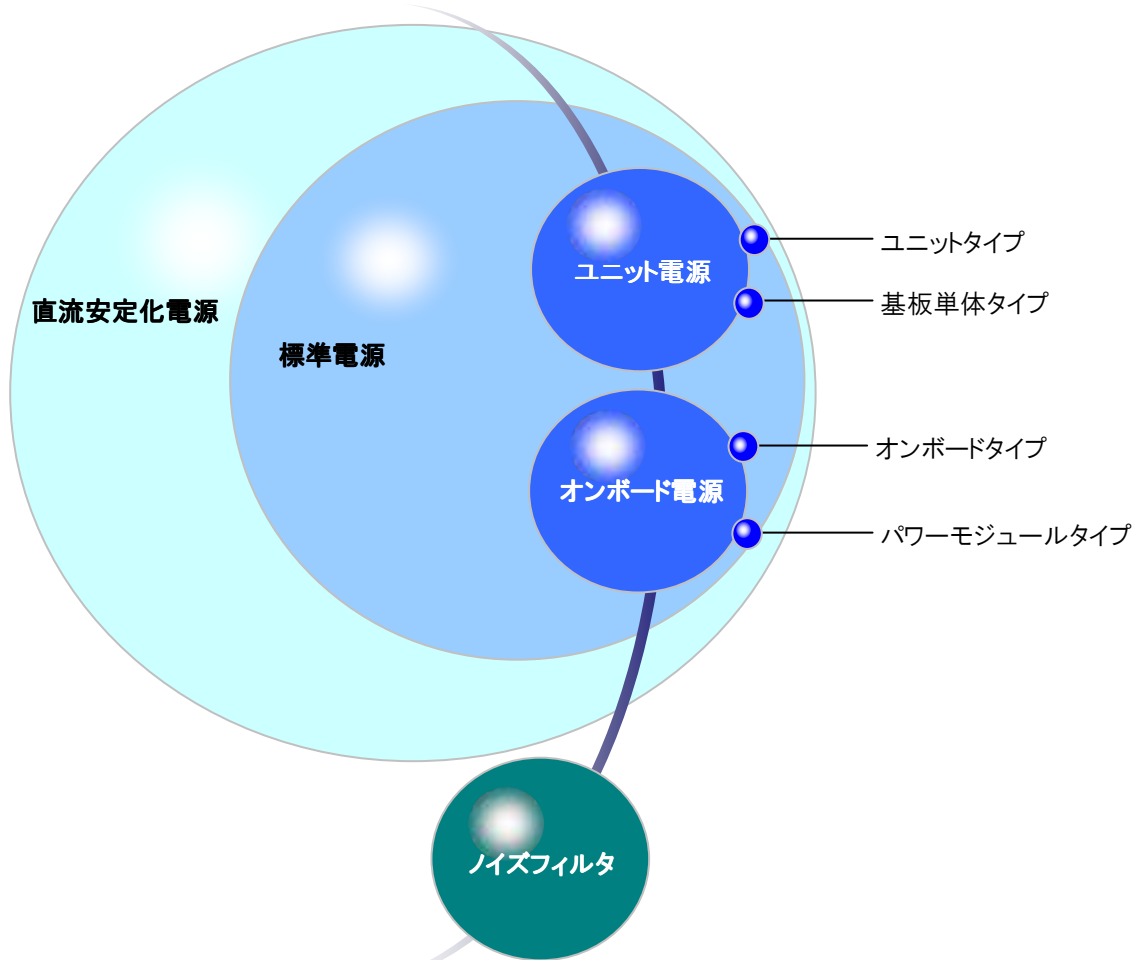 直流安定化電源
標準電源
ユニット電源
ユニットタイプ
基板単体タイプ
オンボード電源
オンボードタイプ
パワーモジュールタイプ
ノイズフィルタ